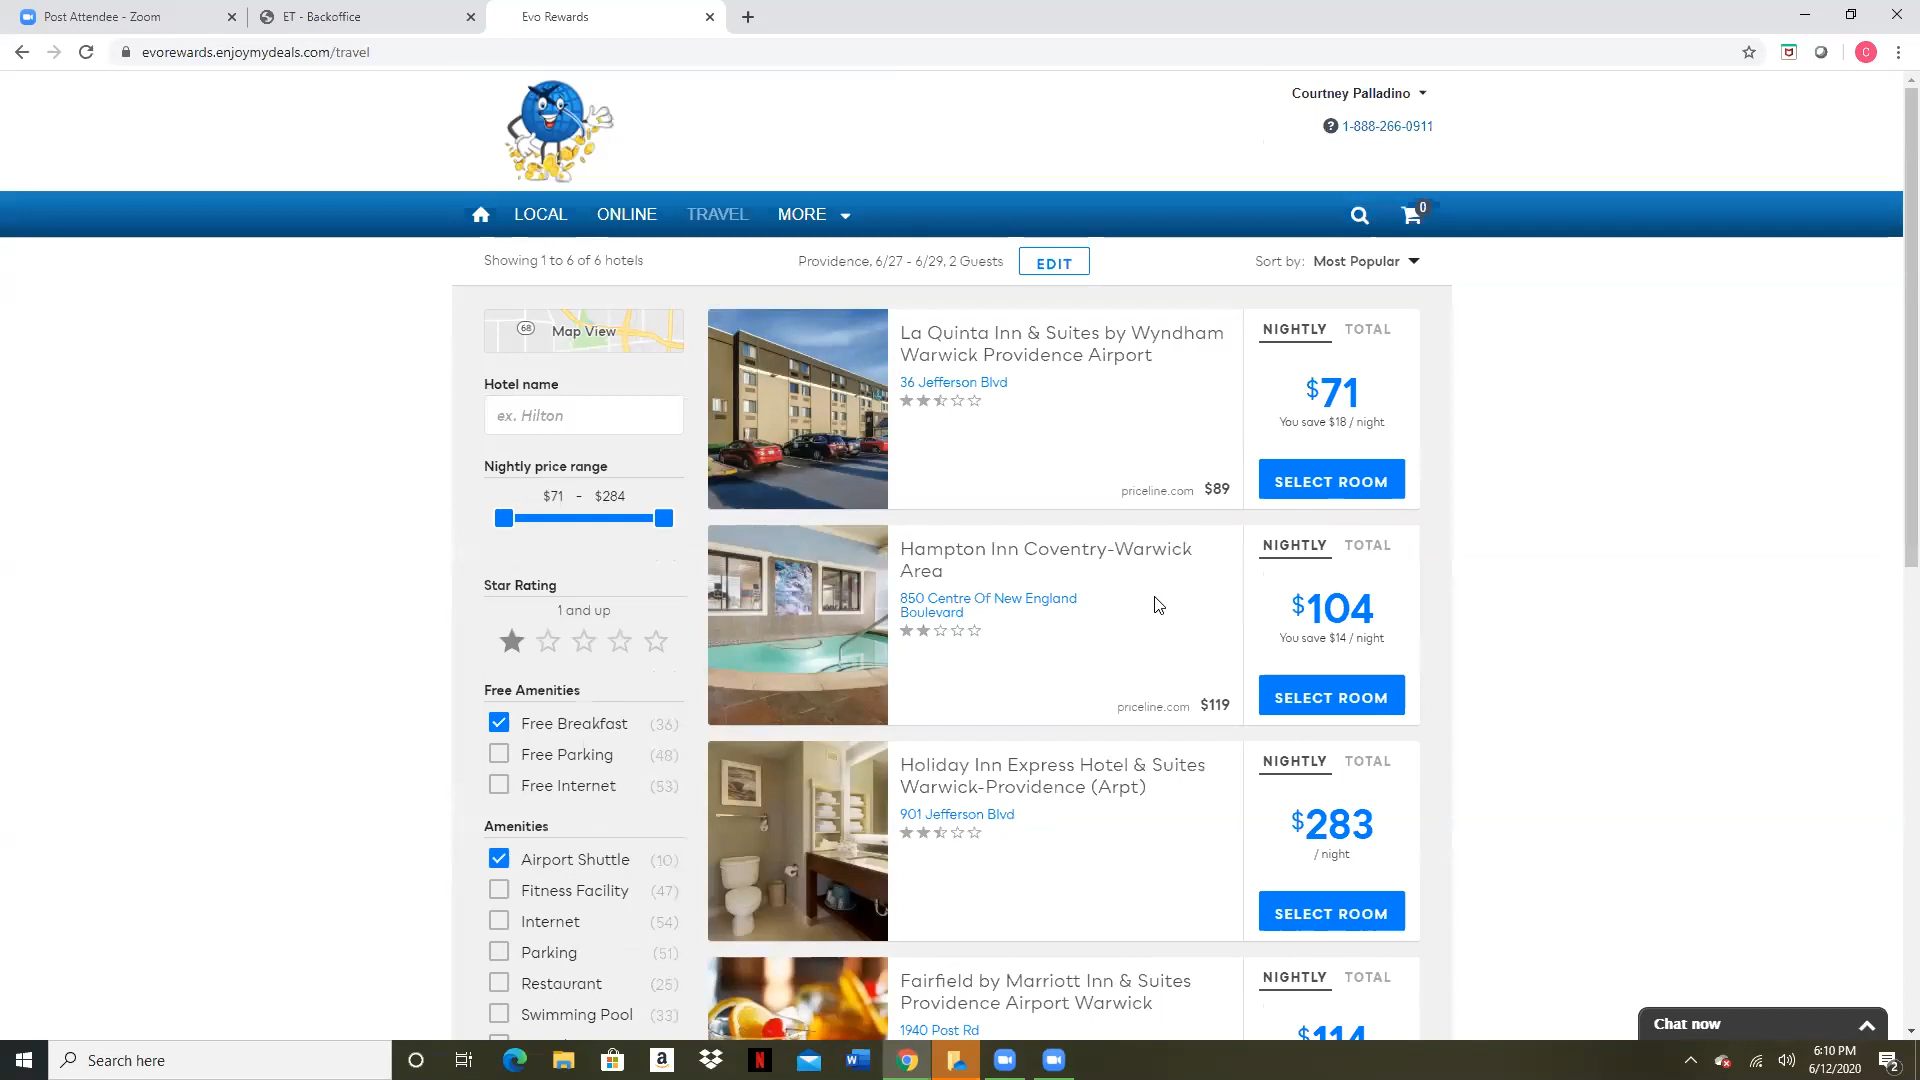 Post Attendee - Zoom
ET - Backoffice
Evo Rewards
evorewards.enjoymydeals.com/travel
C
Courtney Palladino
? 1-888-266-0911
LOCAL ONLINE TRAVEL MORE
0
Showing 1 to 6 of 6 hotels
Providence, 6/27 - 6/29, 2 Guests
EDIT
Sort by: Most Popular
68 Map View
Hotel name
ex. Hilton
Nightly price range
$71 - $284
Star Rating
1 and up
Free Amenities
Free Breakfast (36)
Free Parking (48)
Free Internet (53)
Amenities
Airport Shuttle (10)
Fitness Facility (47)
Internet (54)
Parking (51)
Restaurant (25)
Swimming Pool (33)
La Quinta Inn & Suites by Wyndham
Warwick Providence Airport
36 Jefferson Blvd
priceline.com $89
NIGHTLY TOTAL
$71
You save $18 / night
SELECT ROOM
Hampton Inn Coventry-Warwick
Area
850 Centre Of New England
Boulevard
priceline.com $119
NIGHTLY TOTAL
$104
You save $14 / night
SELECT ROOM
Holiday Inn Express Hotel & Suites
Warwick-Providence (Arpt)
901 Jefferson Blvd
NIGHTLY TOTAL
$283
/ night
SELECT ROOM
Fairfield by Marriott Inn & Suites
Providence Airport Warwick
1940 Post Rd
NIGHTLY TOTAL
$114
Chat now
Search here
6:10 PM
6/12/2020
2